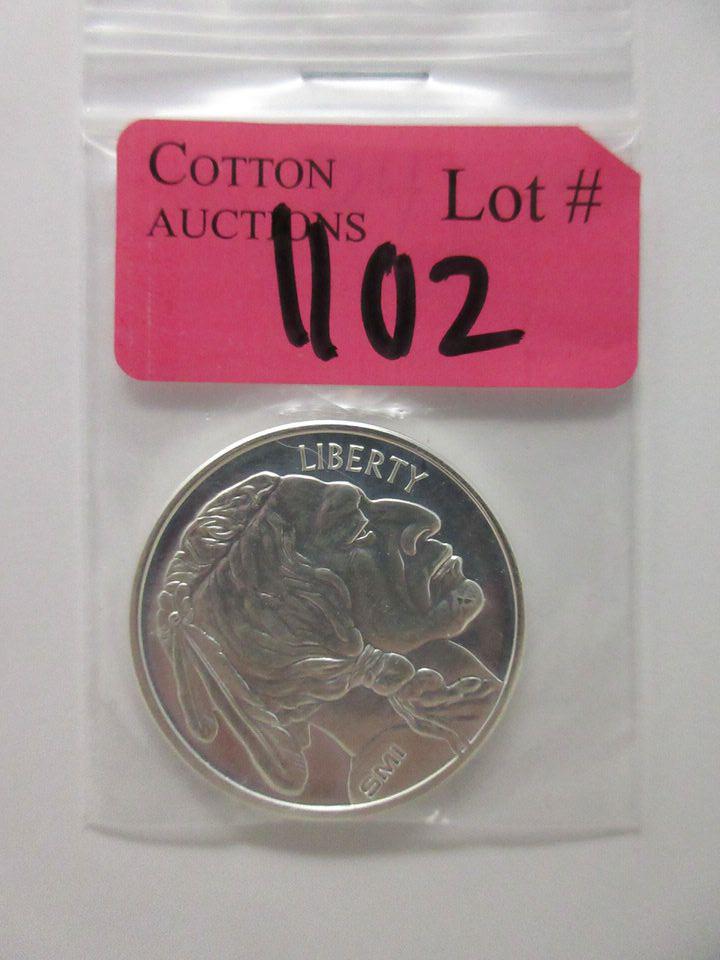 COTTON
AUCTIONS
Lot #
1102
LIBERTY
SMI